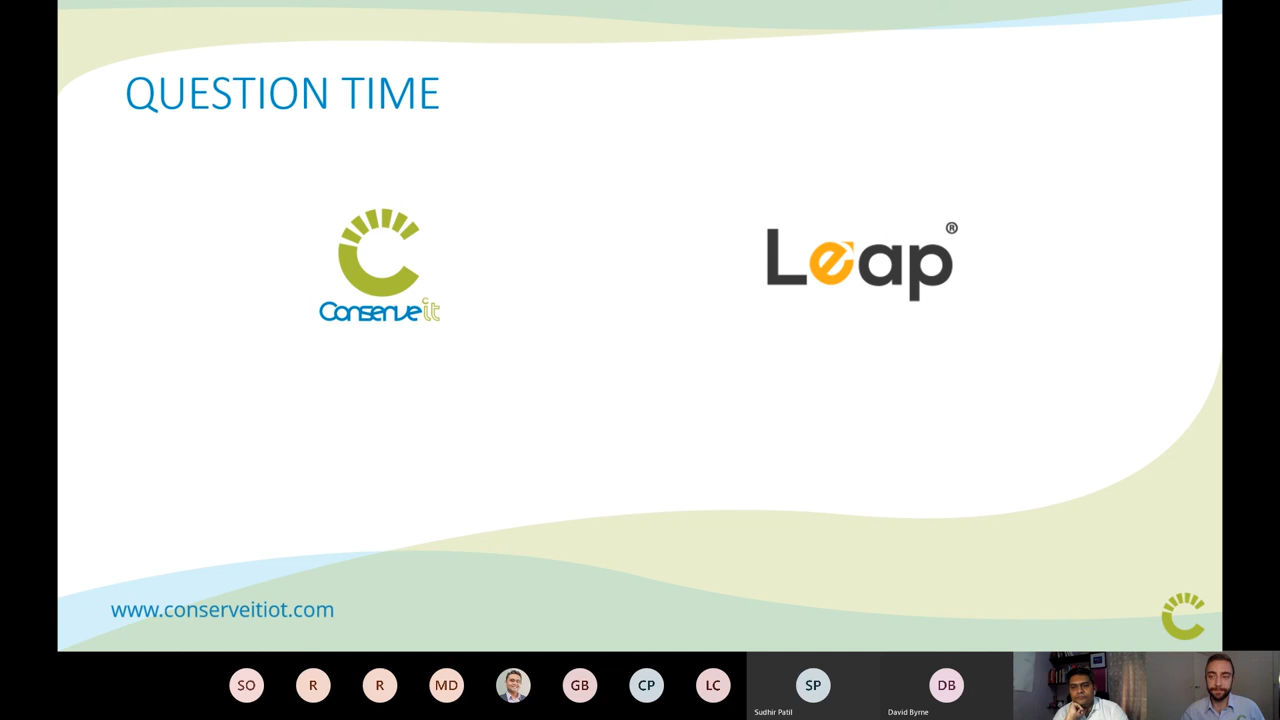 QUESTION TIME
Conserve it
Leap®
www.conserveitiot.com
SO
R
R
MD
GB
CP
LC
SP
DB
Sudhir Patil
David Byrne